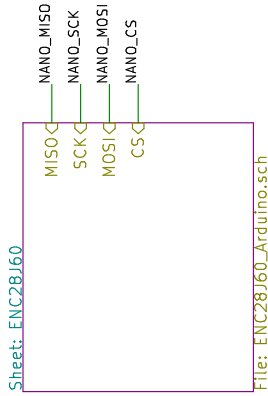 NANO_MISO
NANO_SCK
NANO_MOSI
NANO_CS
MISO
SCK
MOSI
CS
Sheet: ENC28J60
File: ENC28J60_Arduino.sch